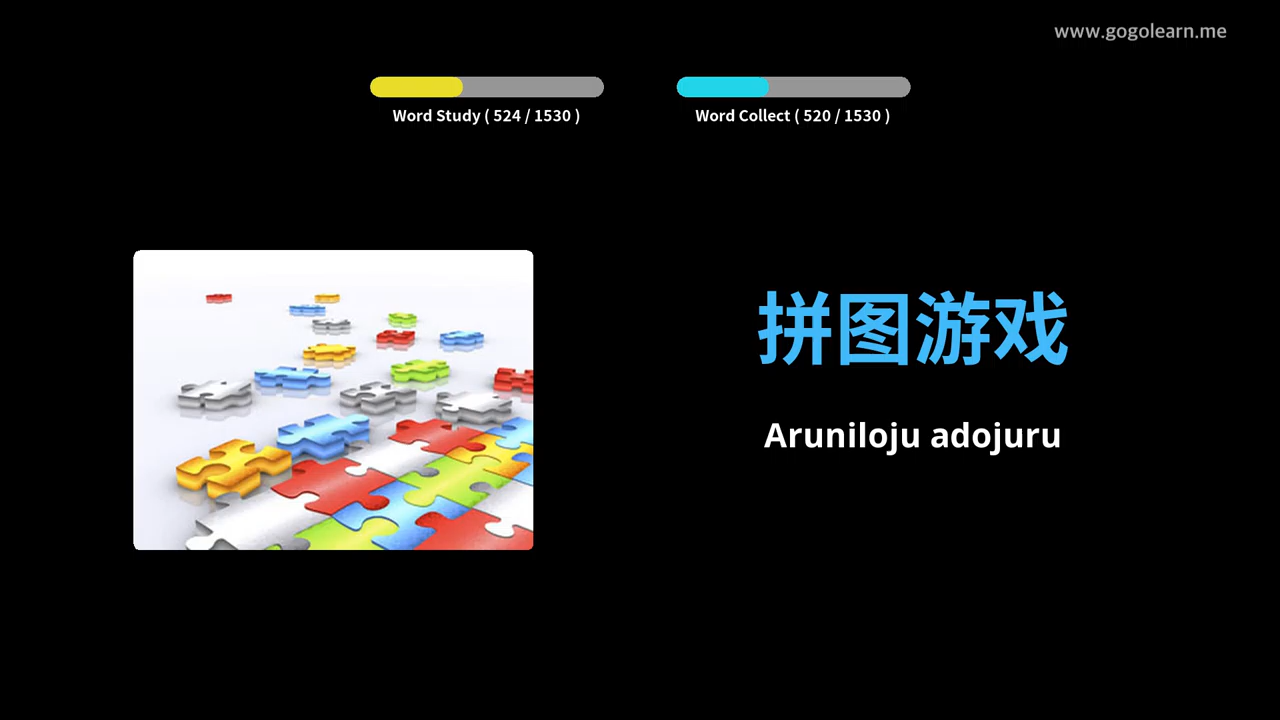 www.gogolearn.me
Word Study ( 524 / 1530 )
Word Collect ( 520 / 1530 )
拼图游戏
Aruniloju adojuru